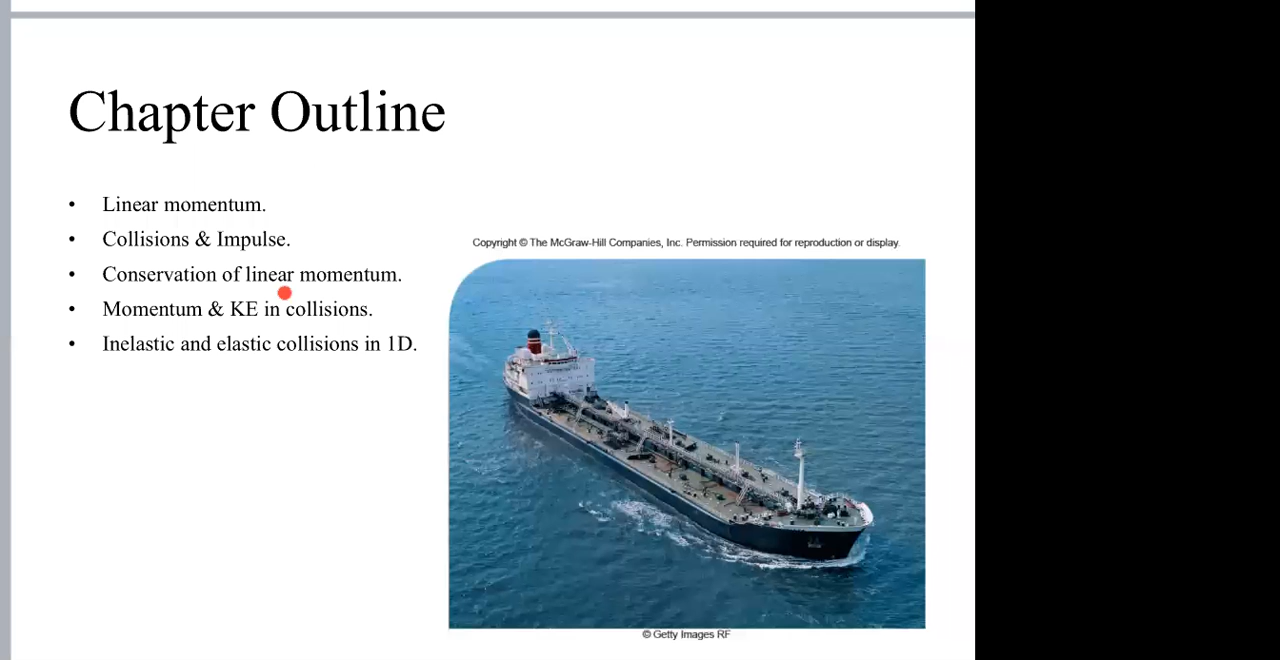 Chapter Outline
• Linear momentum.
• Collisions & Impulse.
• Conservation of linear momentum.
• Momentum & KE in collisions.
• Inelastic and elastic collisions in 1D.
Copyright © The McGraw-Hill Companies, Inc. Permission required for reproduction or display.
© Getty Images RF